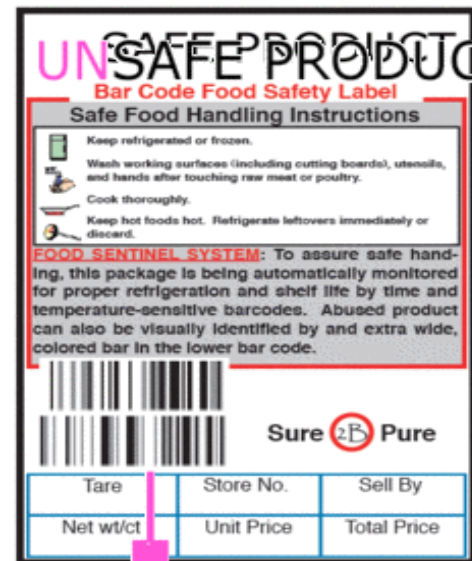 SAFE PRODUCT
UNSAFE PRODUC
Bar Code Food Safety Label
Safe Food Handling Instructions
Keep refrigerated or frozen.
Wash working surfaces (including cutting boards), utensils,
and hands after touching raw meat or poultry.
Cook thoroughly.
Keep hot foods hot. Refrigerate leftovers immediately or
discard.
FOOD SENTINEL SYSTEM: To assure safe hand-
ing, this package is being automatically monitored
for proper refrigeration and shelf life by time and
temperature-sensitive barcodes. Abused product
can also be visually identified by and extra wide,
colored bar in the lower bar code.
Sure 2B Pure
Tare Store No. Sell By
Net wt/ct Unit Price Total Price